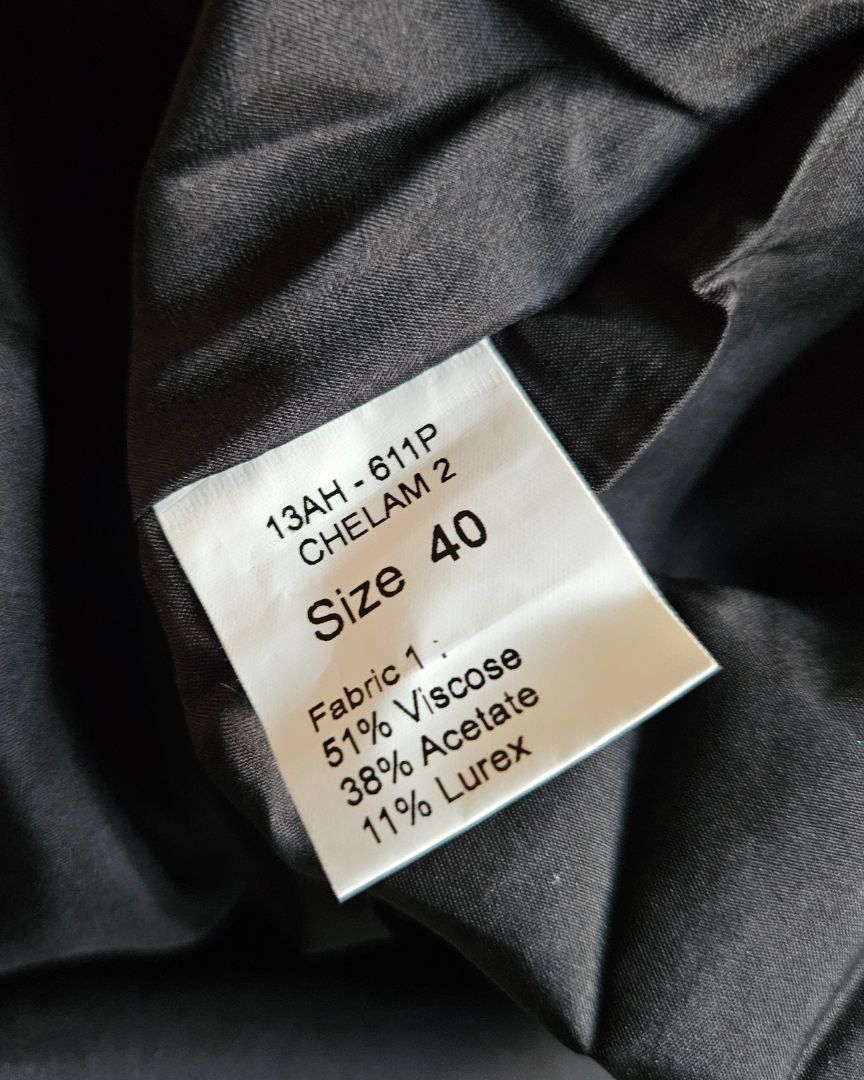 13AH - 611P
CHELAM 2
Size 40
Fabric 1 :
51% Viscose
38% Acetate
11% Lurex